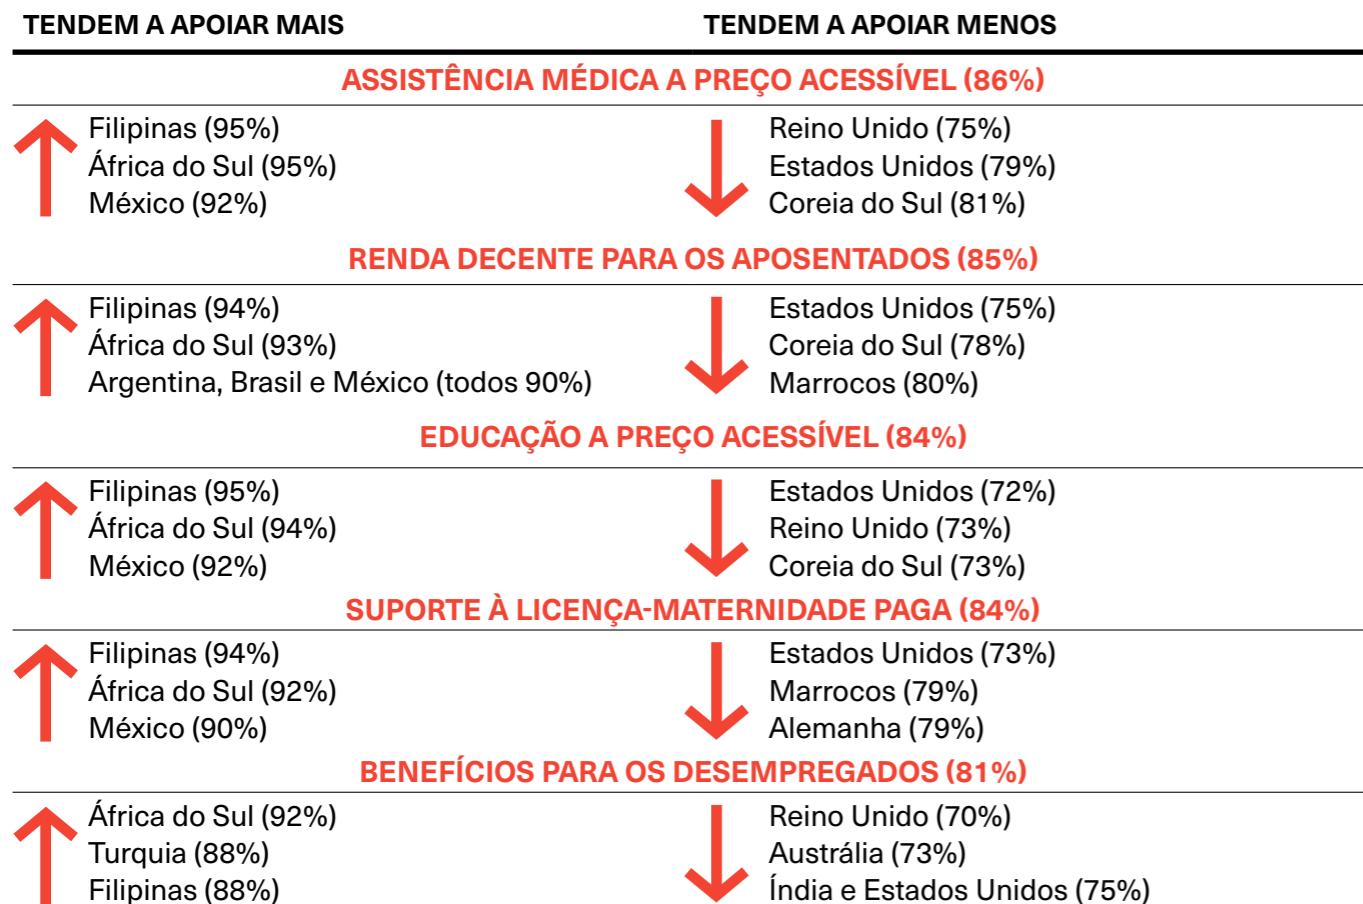 TENDEM A APOIAR MAIS
TENDEM A APOIAR MENOS
ASSISTÊNCIA MÉDICA A PREÇO ACESSÍVEL (86%)
Filipinas (95%)
África do Sul (95%)
México (92%)
Reino Unido (75%)
Estados Unidos (79%)
Coreia do Sul (81%)
RENDA DECENTE PARA OS APOSENTADOS (85%)
Filipinas (94%)
África do Sul (93%)
Argentina, Brasil e México (todos 90%)
Estados Unidos (75%)
Coreia do Sul (78%)
Marrocos (80%)
EDUCAÇÃO A PREÇO ACESSÍVEL (84%)
Filipinas (95%)
África do Sul (94%)
México (92%)
Estados Unidos (72%)
Reino Unido (73%)
Coreia do Sul (73%)
SUPORTE À LICENÇA-MATERNIDADE PAGA (84%)
Filipinas (94%)
África do Sul (92%)
México (90%)
Estados Unidos (73%)
Marrocos (79%)
Alemanha (79%)
BENEFÍCIOS PARA OS DESEMPREGADOS (81%)
África do Sul (92%)
Turquia (88%)
Filipinas (88%)
Reino Unido (70%)
Austrália (73%)
Índia e Estados Unidos (75%)